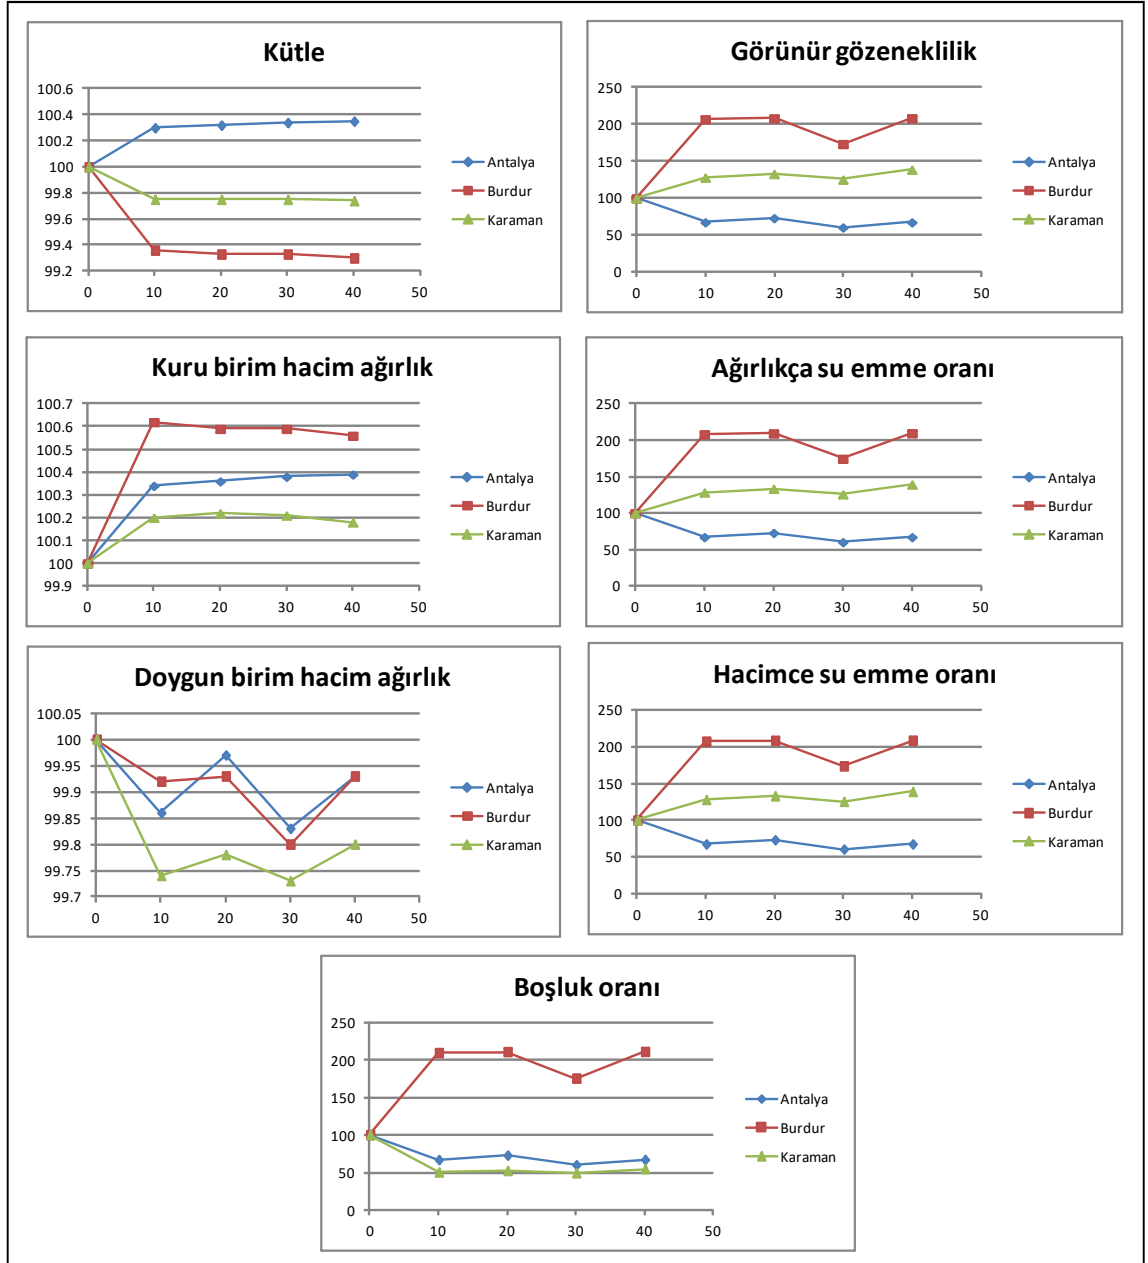 Kütle
100.6
100.4
100.2
100
99.8
99.6
99.4
99.2
0 10 20 30 40 50
Antalya
Burdur
Karaman
Görünür gözeneklilik
250
200
150
100
50
0
0 10 20 30 40 50
Antalya
Burdur
Karaman
Kuru birim hacim ağırlık
100.7
100.6
100.5
100.4
100.3
100.2
100.1
100
99.9
0 10 20 30 40 50
Antalya
Burdur
Karaman
Ağırlıkça su emme oranı
250
200
150
100
50
0
0 10 20 30 40 50
Antalya
Burdur
Karaman
Doygun birim hacim ağırlık
100.05
100
99.95
99.9
99.85
99.8
99.75
99.7
0 10 20 30 40 50
Antalya
Burdur
Karaman
Hacimce su emme oranı
250
200
150
100
50
0
0 10 20 30 40 50
Antalya
Burdur
Karaman
Boşluk oranı
250
200
150
100
50
0
0 10 20 30 40 50
Antalya
Burdur
Karaman